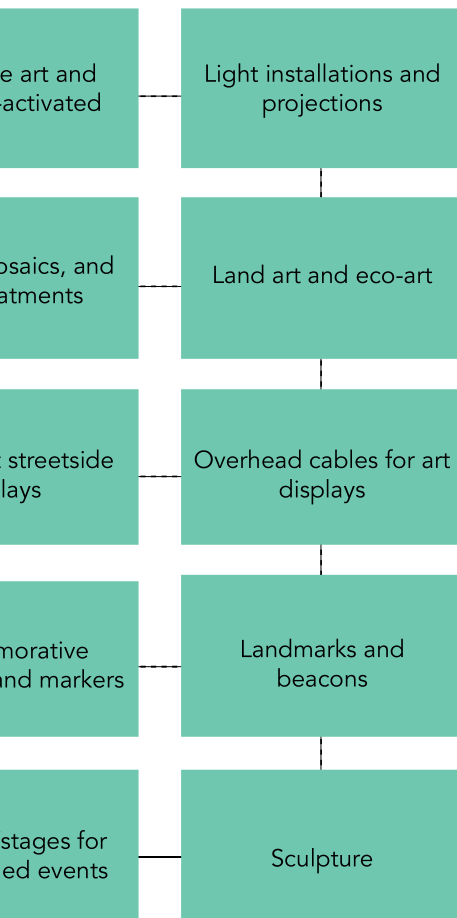 e art and
-activated
Light installations and
projections
osaics, and
atments
Land art and eco-art
streetside
lays
Overhead cables for art
displays
morative
and markers
Landmarks and
beacons
stages for
ed events
Sculpture